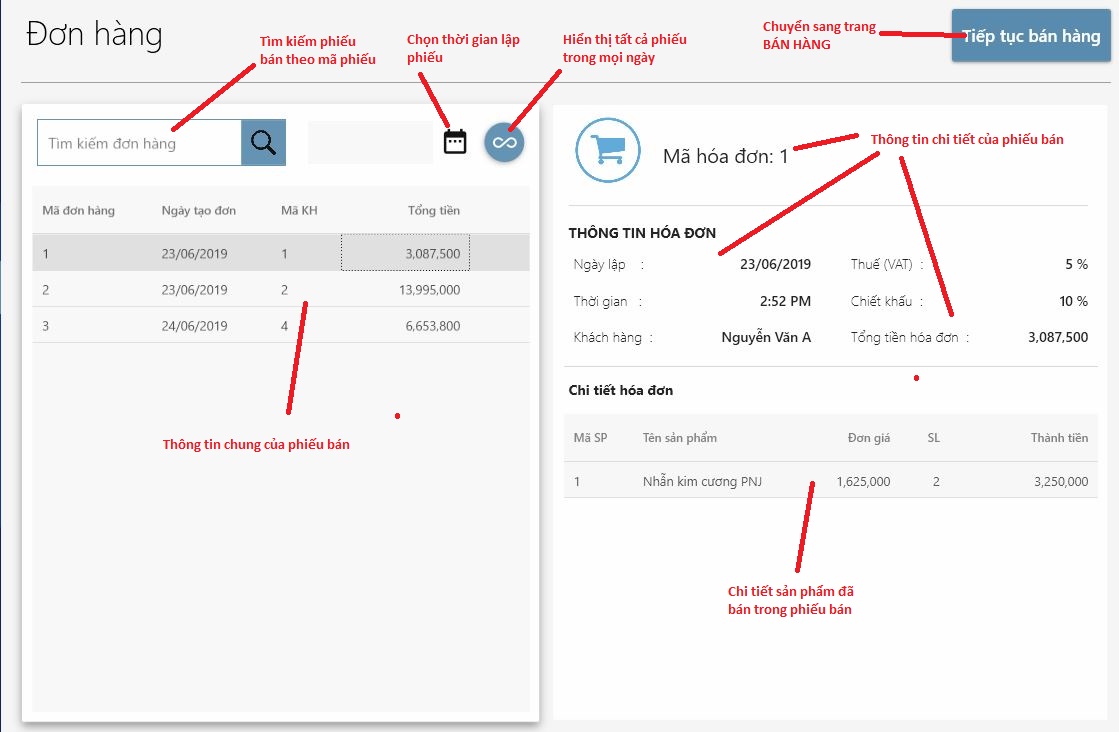 Đơn hàng
Tìm kiếm phiếu
bán theo mã phiếu
Chọn thời gian lập
phiếu
Hiển thị tất cả phiếu
trong mọi ngày
Chuyển sang trang
BÁN HÀNG
Tiếp tục bán hàng
Tìm kiếm đơn hàng
Mã đơn hàng Ngày tạo đơn Mã KH Tổng tiền
1 23/06/2019 1 3,087,500
2 23/06/2019 2 13,995,000
3 24/06/2019 4 6,653,800
Thông tin chung của phiếu bán
Mã hóa đơn: 1
Thông tin chi tiết của phiếu bán
THÔNG TIN HÓA ĐƠN
Ngày lập : 23/06/2019 Thuế (VAT) : 5 %
Thời gian : 2:52 PM Chiết khấu : 10 %
Khách hàng : Nguyễn Văn A Tổng tiền hóa đơn : 3,087,500
Chi tiết hóa đơn
Mã SP Tên sản phẩm Đơn giá SL Thành tiền
1 Nhẫn kim cương PNJ 1,625,000 2 3,250,000
Chi tiết sản phẩm đã
bán trong phiếu bán